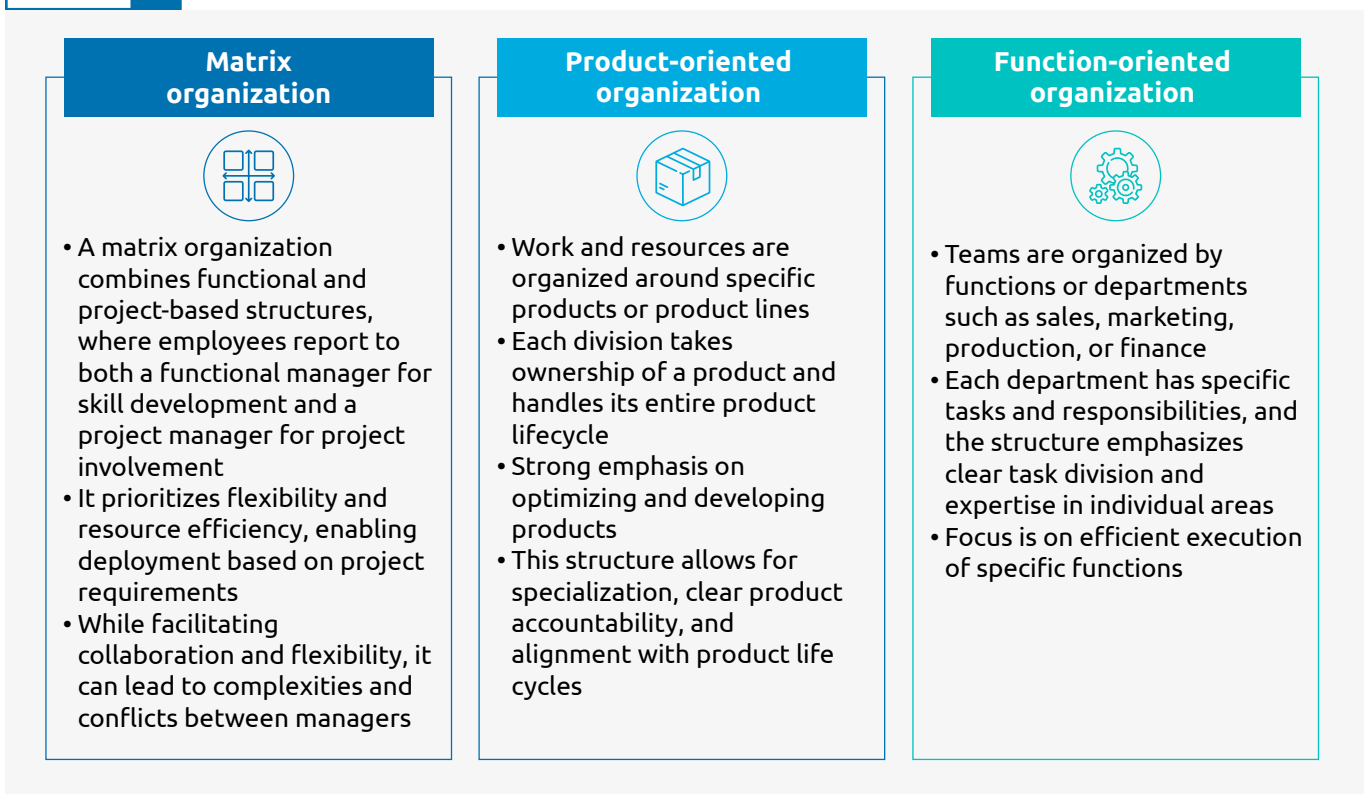 Matrix
organization
• A matrix organization
combines functional and
project-based structures,
where employees report to
both a functional manager for
skill development and a
project manager for project
involvement
• It prioritizes flexibility and
resource efficiency, enabling
deployment based on project
requirements
• While facilitating
collaboration and flexibility, it
can lead to complexities and
conflicts between managers
Product-oriented
organization
• Work and resources are
organized around specific
products or product lines
• Each division takes
ownership of a product and
handles its entire product
lifecycle
• Strong emphasis on
optimizing and developing
products
• This structure allows for
specialization, clear product
accountability, and
alignment with product life
cycles
Function-oriented
organization
• Teams are organized by
functions or departments
such as sales, marketing,
production, or finance
• Each department has specific
tasks and responsibilities, and
the structure emphasizes
clear task division and
expertise in individual areas
• Focus is on efficient execution
of specific functions